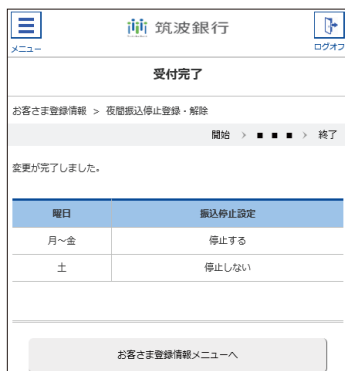 筑波銀行
メニュー
ログオフ
受付完了
お客さま登録情報 > 夜間振込停止登録・解除
開始 > ■ ■ ■ > 終了
変更が完了しました。
曜日 振込停止設定
月～金 停止する
土 停止しない
お客さま登録情報メニューへ